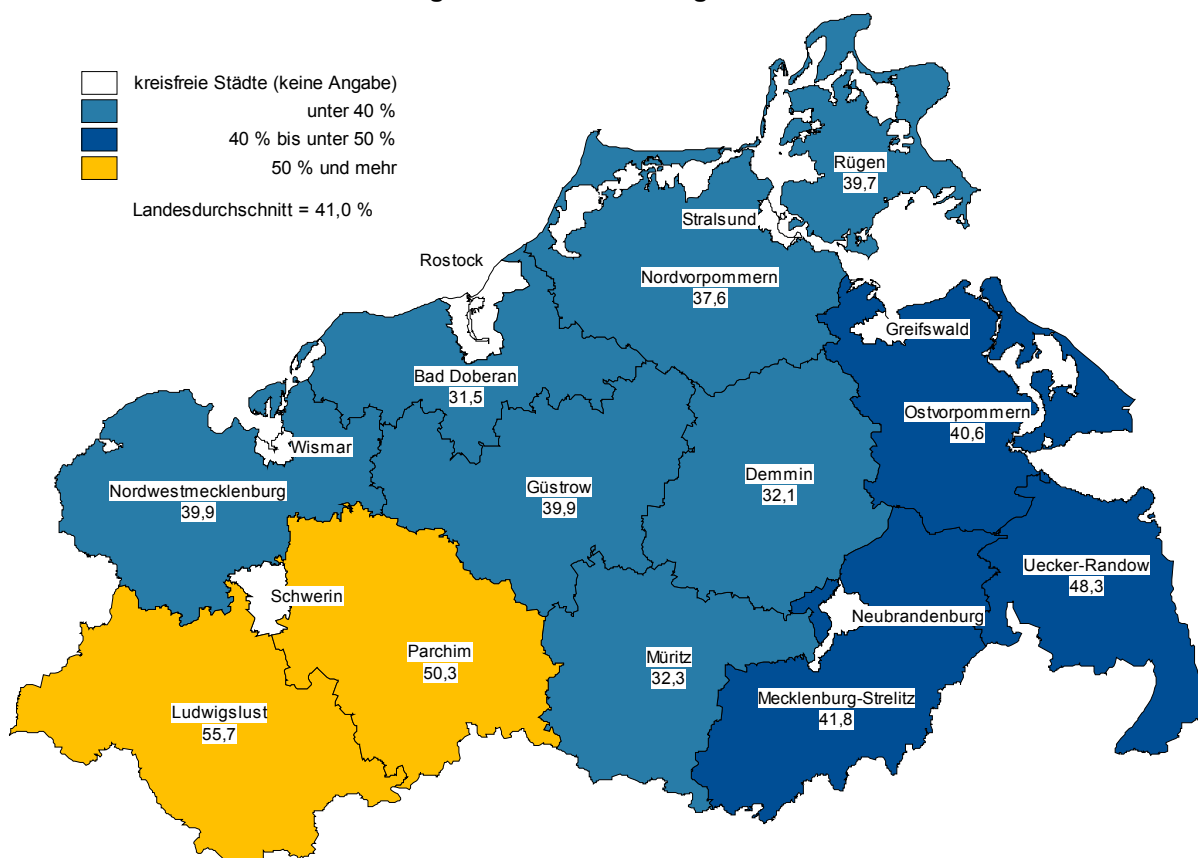 kreisfreie Städte (keine Angabe)
unter 40 %
40 % bis unter 50 %
50 % und mehr
Landesdurchschnitt = 41,0 %
Rügen
39,7
Stralsund
Rostock
Nordvorpommern
37,6
Greifswald
Bad Doberan
31,5
Ostvorpommern
40,6
Wismar
Nordwestmecklenburg
39,9
Güstrow
39,9
Demmin
32,1
Uecker-Randow
48,3
Schwerin
Neubrandenburg
Parchim
50,3
Müritz
32,3
Mecklenburg-Strelitz
41,8
Ludwigslust
55,7